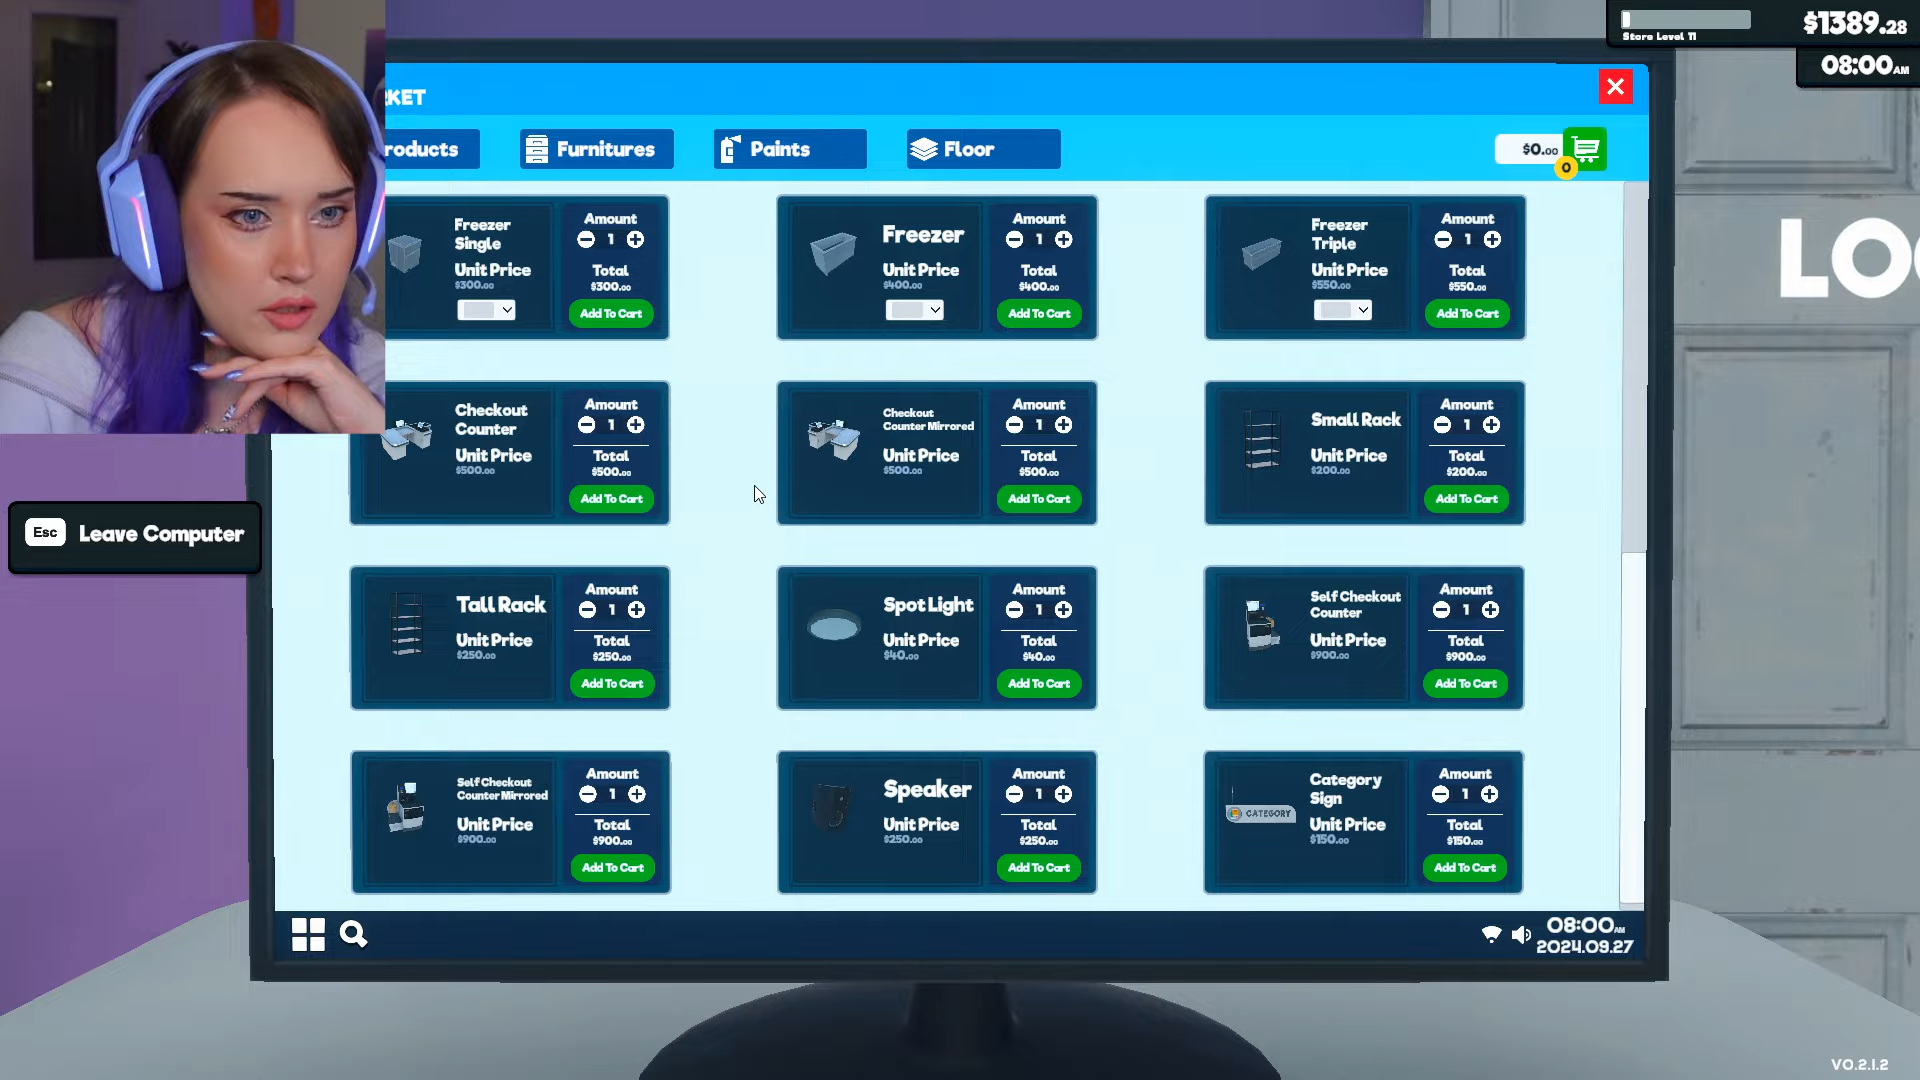 $1389.28
Store Level 11
08:00AM
KET
roducts
Furnitures
Paints
Floor
$0.00
0
Freezer
Single
Unit Price
$300.00
Amount
1
Total
$300.00
Add To Cart
Freezer
Unit Price
$400.00
Amount
1
Total
$400.00
Add To Cart
Freezer
Triple
Unit Price
$550.00
Amount
1
Total
$550.00
Add To Cart
LO
Checkout
Counter
Unit Price
$500.00
Amount
1
Total
$500.00
Add To Cart
Checkout
Counter Mirrored
Unit Price
$500.00
Amount
1
Total
$500.00
Add To Cart
Small Rack
Unit Price
$200.00
Amount
1
Total
$200.00
Add To Cart
Esc Leave Computer
Tall Rack
Unit Price
$250.00
Amount
1
Total
$250.00
Add To Cart
Spot Light
Unit Price
$40.00
Amount
1
Total
$40.00
Add To Cart
Self Checkout
Counter
Unit Price
$900.00
Amount
1
Total
$900.00
Add To Cart
Self Checkout
Counter Mirrored
Unit Price
$900.00
Amount
1
Total
$900.00
Add To Cart
Speaker
Unit Price
$250.00
Amount
1
Total
$250.00
Add To Cart
CATEGORY
Category
Sign
Unit Price
$150.00
Amount
1
Total
$150.00
Add To Cart
08:00AM
2024.09.27
V0.2.1.2